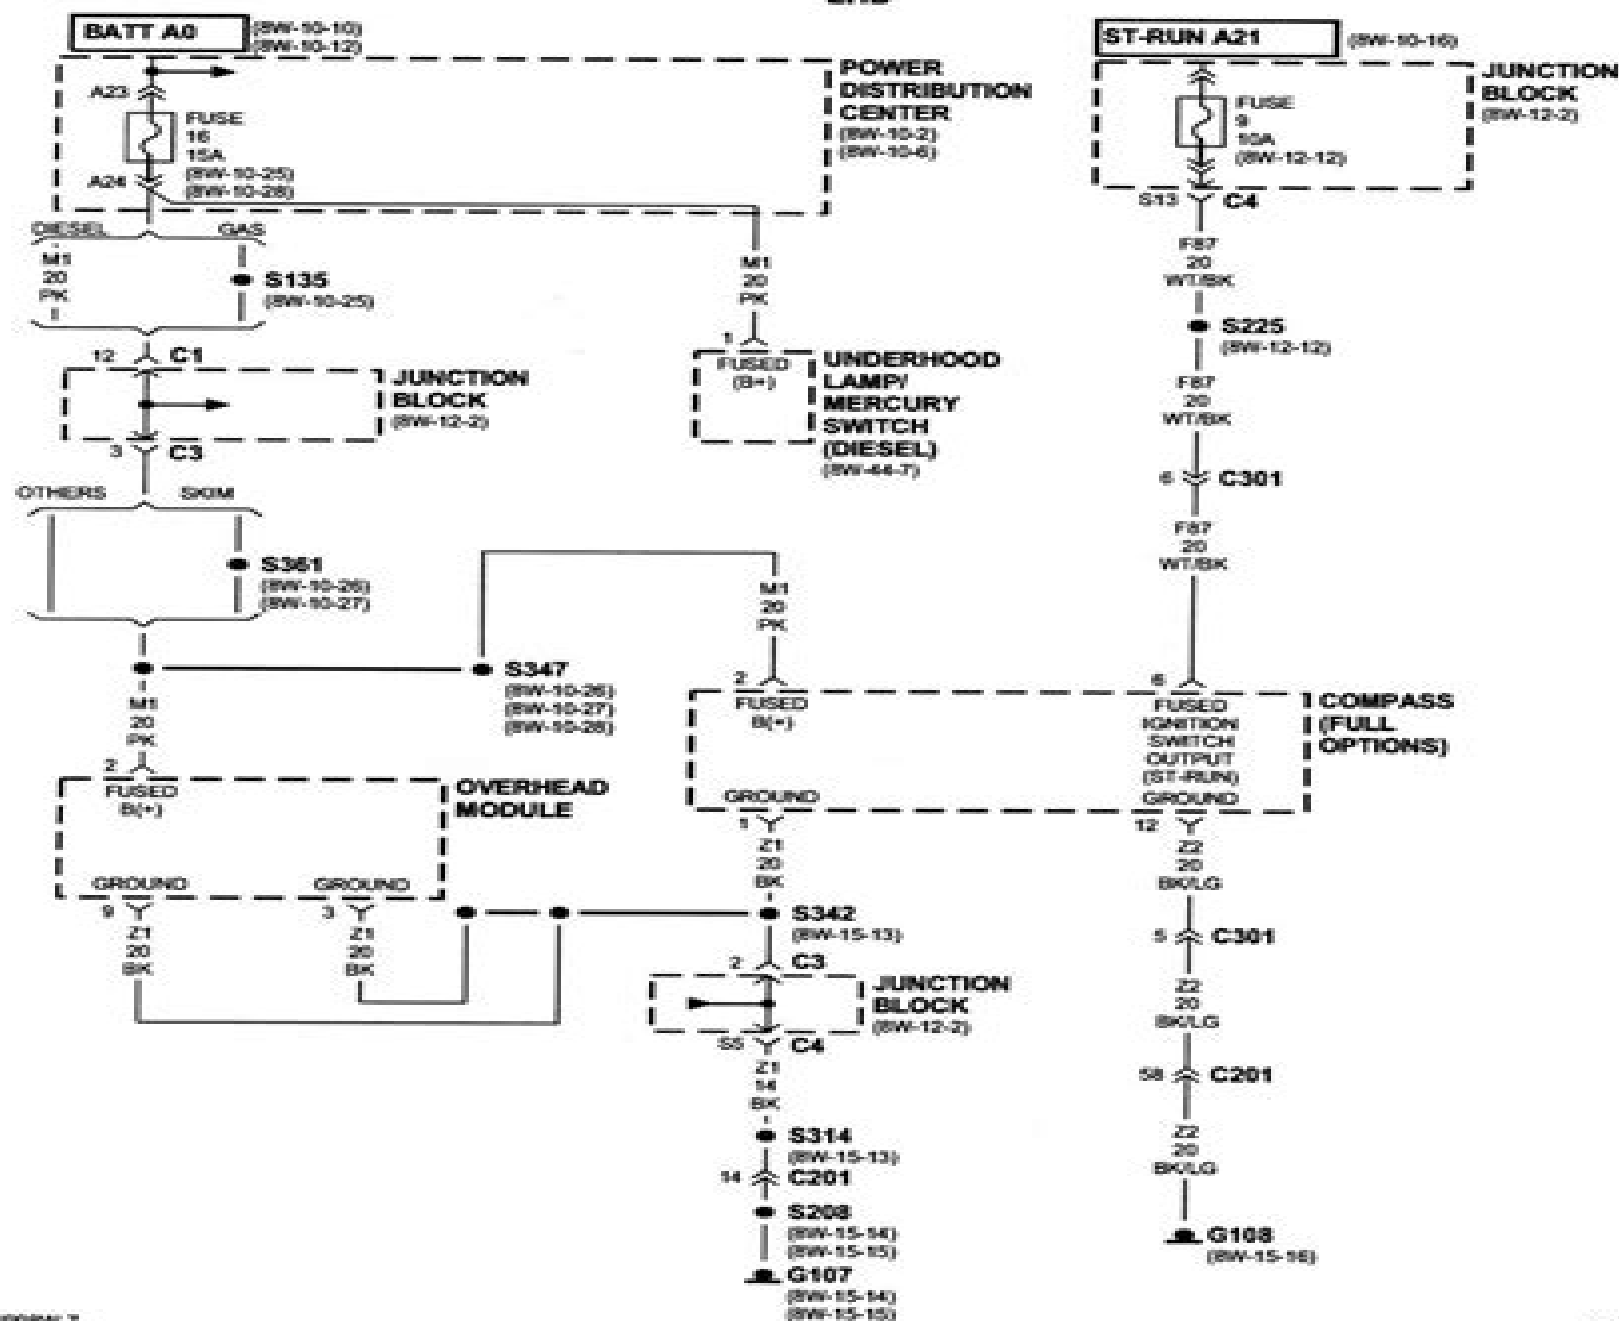 BATT A0
(8W-10-10)
(8W-10-12)
ST-RUN A21
(8W-10-16)
A23
FUSE
16
15A
(8W-10-25)
(8W-10-28)
A24
POWER
DISTRIBUTION
CENTER
(8W-10-2)
(8W-10-6)
FUSE
9
10A
(8W-12-12)
JUNCTION
BLOCK
(8W-12-2)
S13
C4
DIESEL
GAS
M1
20
PK
S135
(8W-10-25)
M1
20
PK
F87
20
WT/BK
S225
(8W-12-12)
12
C1
JUNCTION
BLOCK
(8W-12-2)
3
C3
1
FUSED
(B+)
UNDERHOOD
LAMP/
MERCURY
SWITCH
(DIESEL)
(8W-44-7)
F87
20
WT/BK
6
C301
OTHERS
SKIM
S361
(8W-10-26)
(8W-10-27)
F87
20
WT/BK
M1
20
PK
S347
(8W-10-26)
(8W-10-27)
(8W-10-28)
M1
20
PK
2
FUSED
B(+)
6
FUSED
IGNITION
SWITCH
OUTPUT
(ST-RUN)
COMPASS
(FULL
OPTIONS)
GROUND
GROUND
2
FUSED
B(+)
OVERHEAD
MODULE
GROUND
GROUND
1
Z1
20
BK
12
Z2
20
BK/LG
9
Z1
20
BK
3
Z1
20
BK
S342
(8W-15-13)
5
C301
2
C3
JUNCTION
BLOCK
(8W-12-2)
Z2
20
BK/LG
S5
C4
Z1
14
BK
58
C201
S314
(8W-15-13)
14
C201
Z2
20
BK/LG
S208
(8W-15-14)
(8W-15-15)
G108
(8W-15-16)
G107
(8W-15-14)
(8W-15-15)